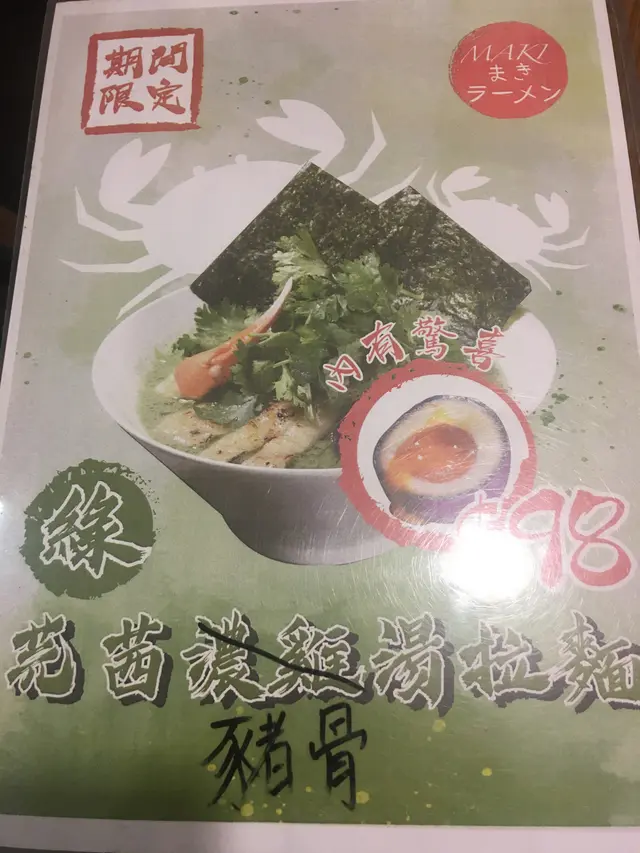 期間
限定
MAKI
まき
ラーメン
內有驚喜
綠
$98
芫茜濃雞湯拉麵
豬骨